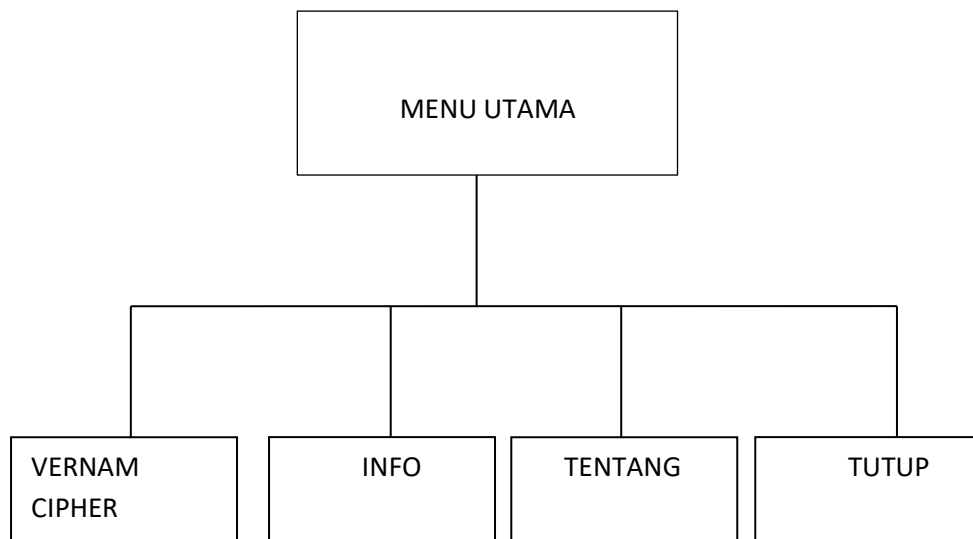 MENU UTAMA
VERNAM
CIPHER
INFO
TENTANG
TUTUP